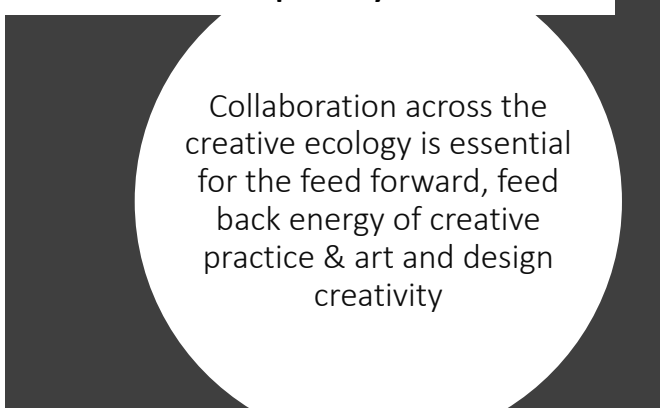 Collaboration across the
creative ecology is essential
for the feed forward, feed
back energy of creative
practice & art and design
creativity